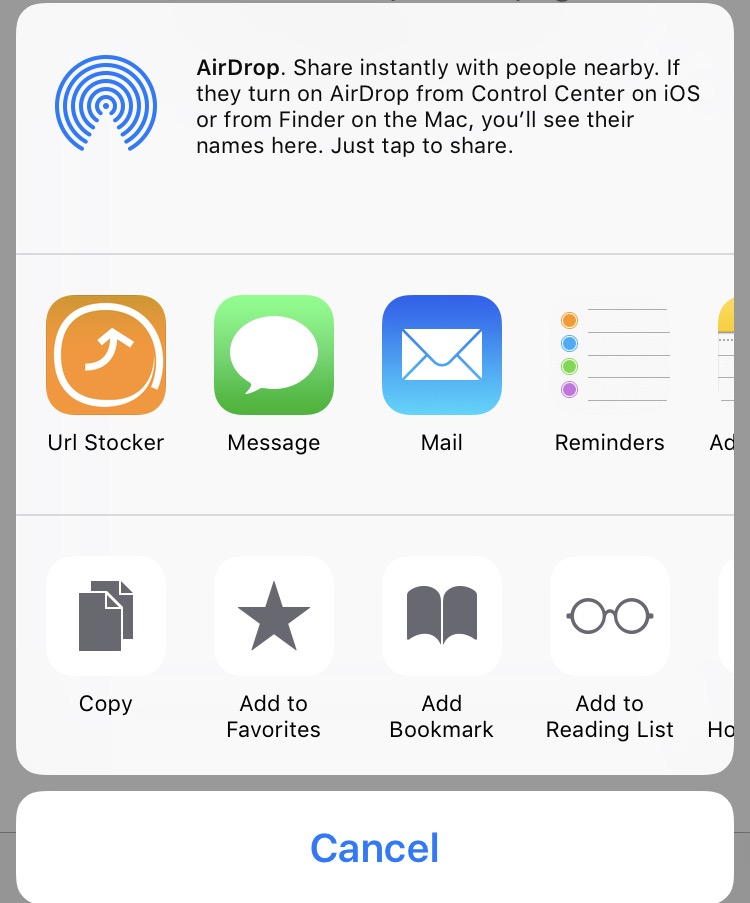 AirDrop. Share instantly with people nearby. If
they turn on AirDrop from Control Center on iOS
or from Finder on the Mac, you’ll see their
names here. Just tap to share.
Url Stocker
Message
Mail
Reminders
Copy
Add to
Favorites
Add
Bookmark
Add to
Reading List
Cancel